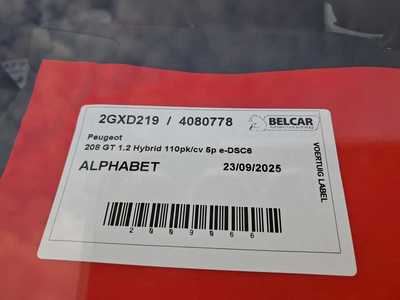 2GXD219 / 4080778
BELCAR
Peugeot
208 GT 1.2 Hybrid 110pk/cv 5p e-DSC6
ALPHABET
23/09/2025
VOERTUIG LABEL
2009066